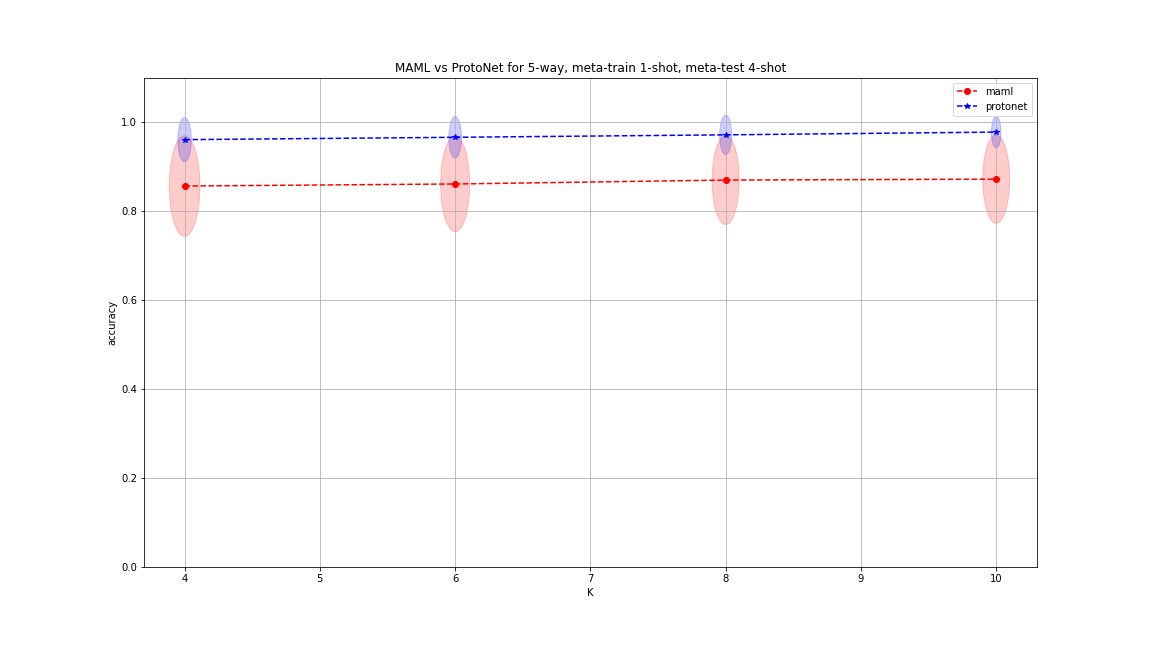 MAML vs ProtoNet for 5-way, meta-train 1-shot, meta-test 4-shot
maml
protonet
1.0
0.8
0.6
0.4
0.2
0.0
accuracy
4 5 6 7 8 9 10
K